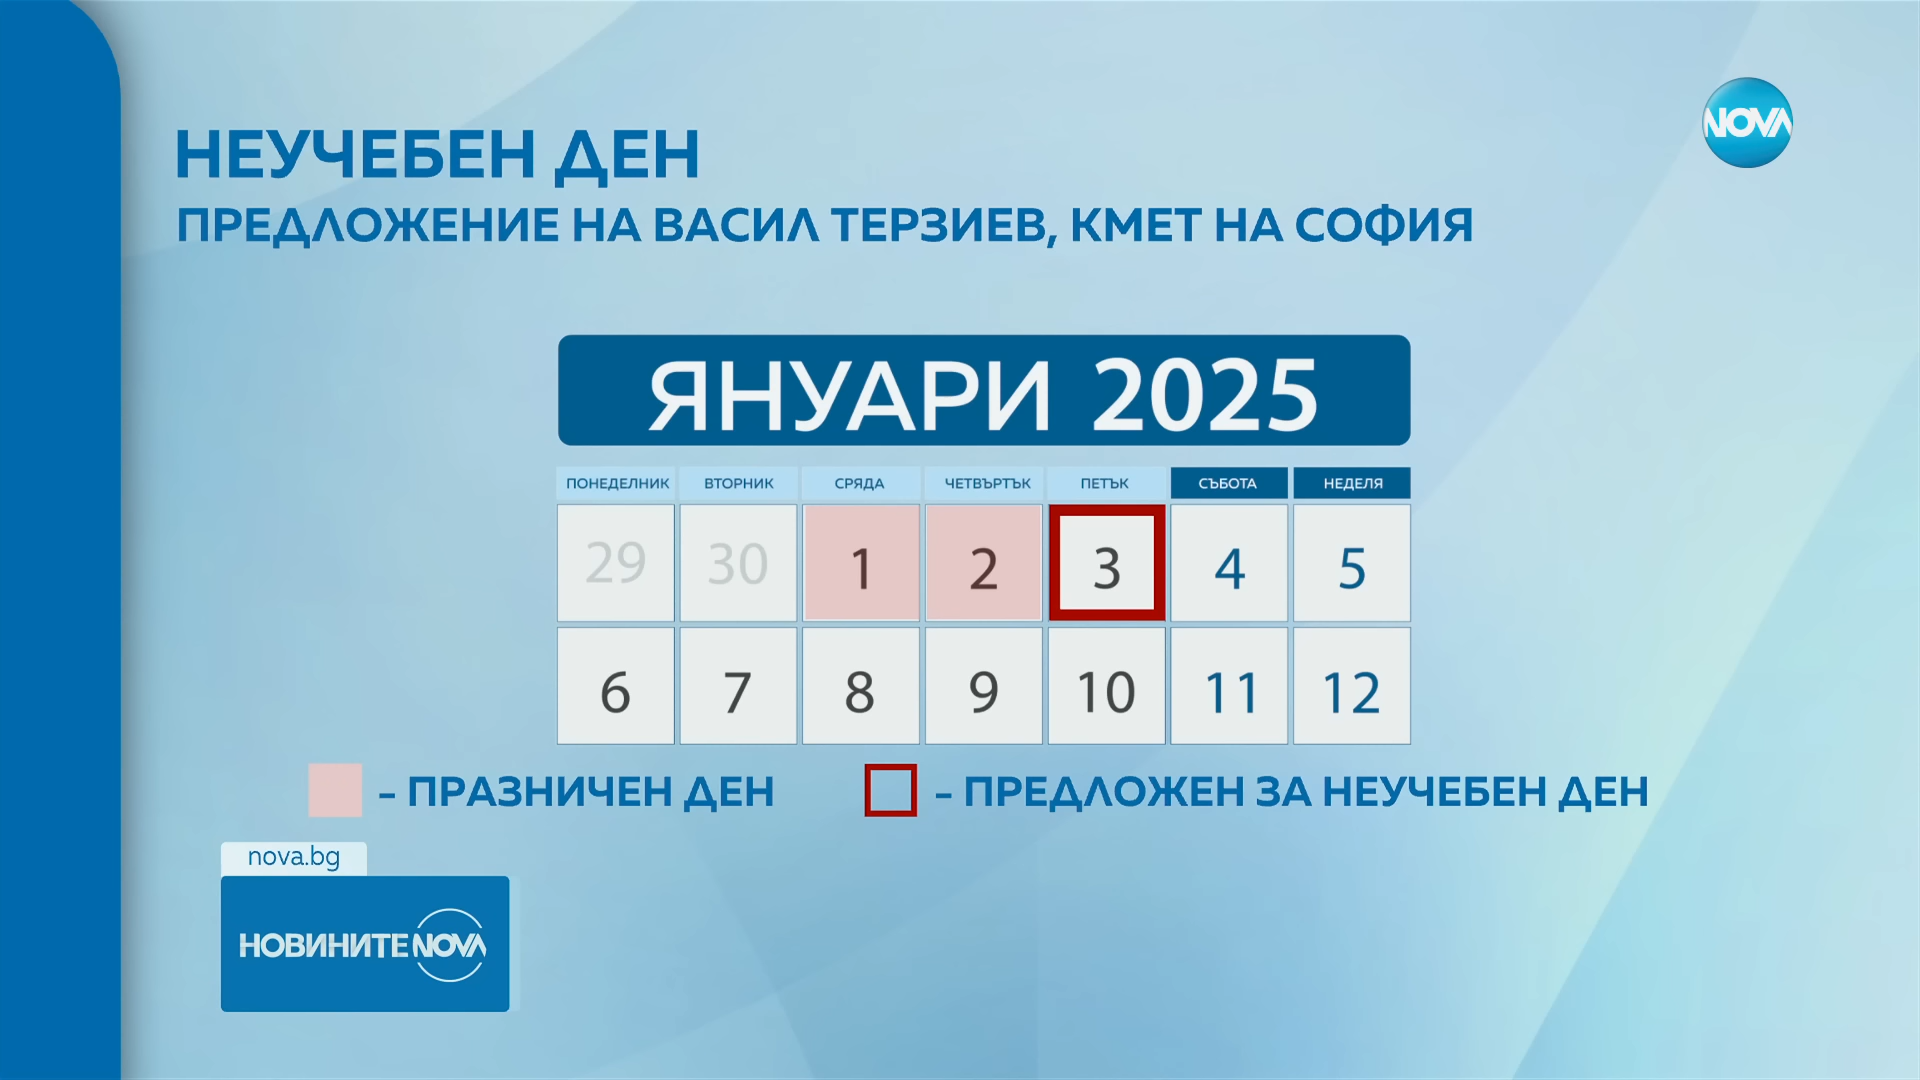 НЕУЧЕБЕН ДЕН
NOVA
ПРЕДЛОЖЕНИЕ НА ВАСИЛ ТЕРЗИЕВ, КМЕТ НА СОФИЯ
ЯНУАРИ 2025
ПОНЕДЕЛНИК ВТОРНИК СРЯДА ЧЕТВЪРТЪК ПЕТЪК СЪБОТА НЕДЕЛЯ
29 30 1 2 3 4 5
6 7 8 9 10 11 12
- ПРАЗНИЧЕН ДЕН - ПРЕДЛОЖЕН ЗА НЕУЧЕБЕН ДЕН
nova.bg
НОВИНИТЕ NOVA